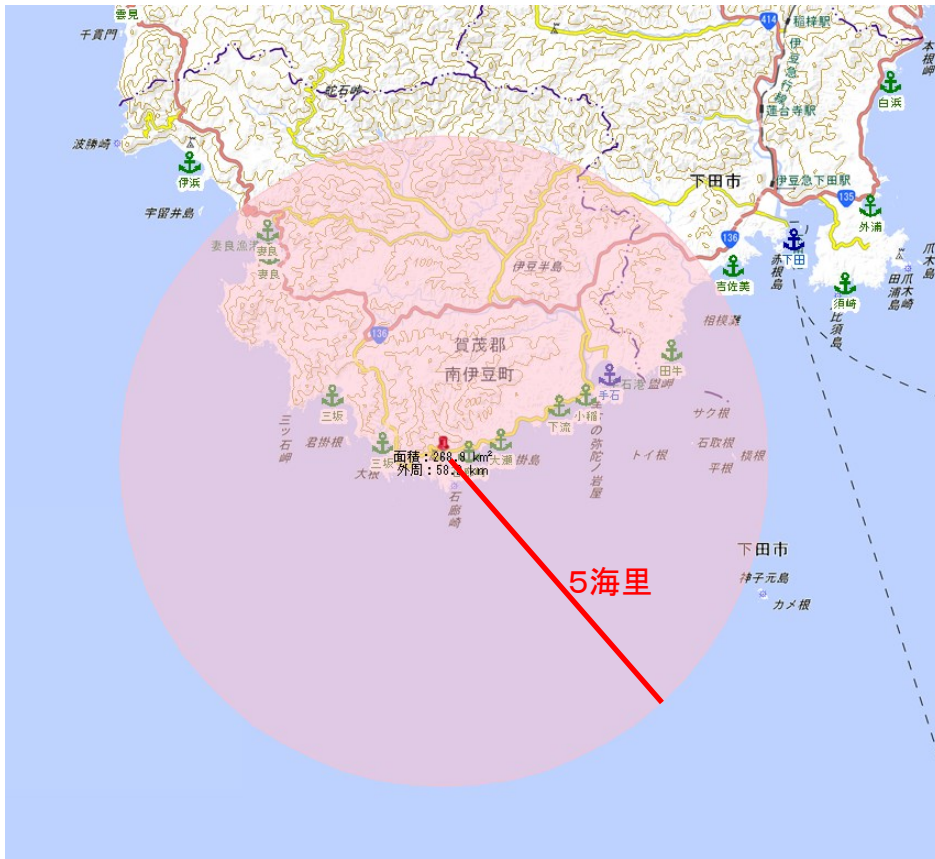 雲見
千貫門
414
稲梓駅
伊豆急行線
本根岬
蛇石峠
蓮台寺駅
白浜
波勝崎
伊浜
下田市
伊豆急下田駅
135
宇留井島
外浦
妻良漁港
妻良
妻良
伊豆半島
136
吉佐美
下田
赤根島
須崎
爪木崎
田浦島
爪木島
相模灘
136
賀茂郡
南伊豆町
田牛
手石
石港
盥岬
小稲
下流
三坂
三ツ石岬
君掛根
サク根
三坂
大根
大瀬
掛島
トイ根
石取根
平根
横根
の弥陀ノ岩屋
面積:268.9 km²
外周:58.2 km
石廊崎
5海里
下田市
神子元島
カメ根